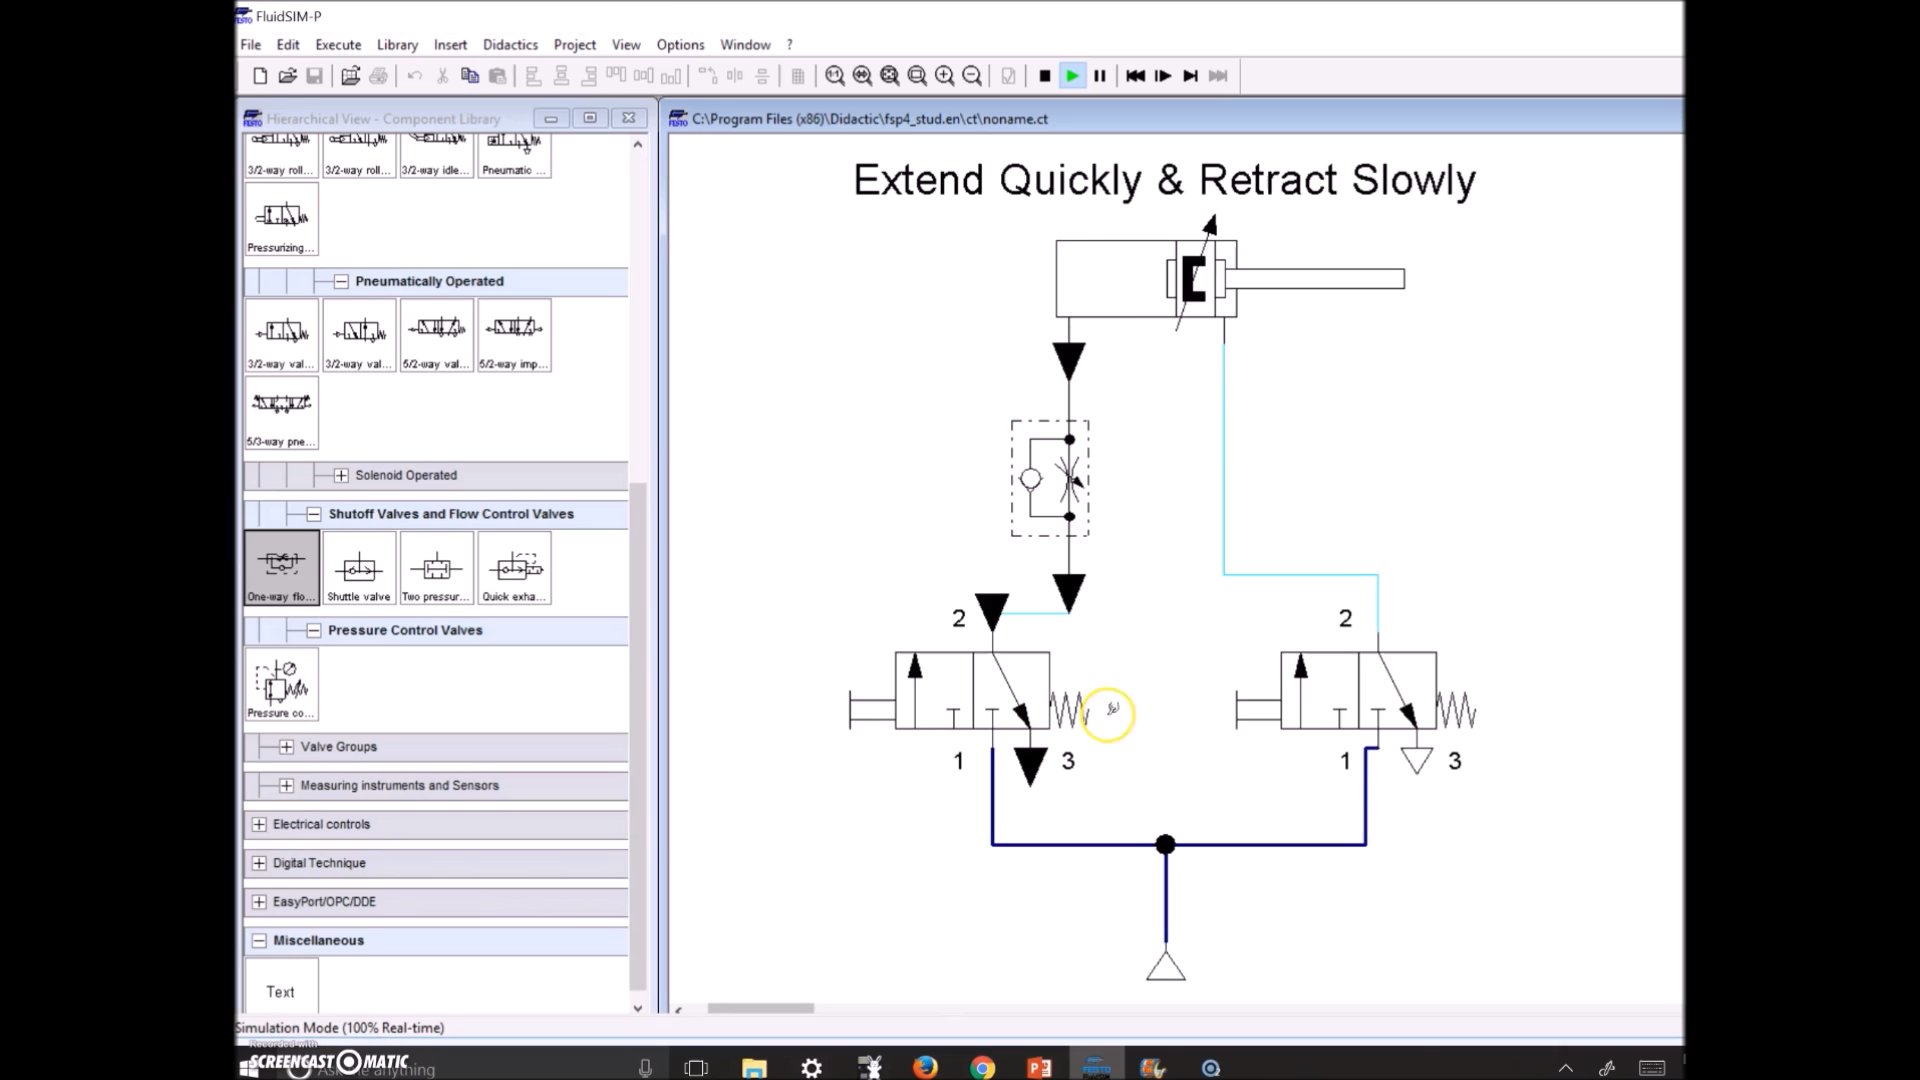 FluidSIM-P
File Edit Execute Library Insert Didactics Project View Options Window ?
Hierarchical View - Component Library
3/2-way roll... 3/2-way roll... 3/2-way idle... Pneumatic ...
Pressurizing...
Pneumatically Operated
3/2-way val... 3/2-way val... 5/2-way val... 5/2-way imp...
5/3-way pne...
Solenoid Operated
Shutoff Valves and Flow Control Valves
One-way flo... Shuttle valve Two pressur... Quick exha...
Pressure Control Valves
Pressure co...
Valve Groups
Measuring instruments and Sensors
Electrical controls
Digital Technique
EasyPort/OPC/DDE
Miscellaneous
Text
C:\Program Files (x86)\Didactic\fsp4_stud.en\ct\noname.ct
Extend Quickly & Retract Slowly
2 2
1 3 1 3
Simulation Mode (100% Real-time)
Recorded with
SCREENCAST MATIC
anything
FESTO